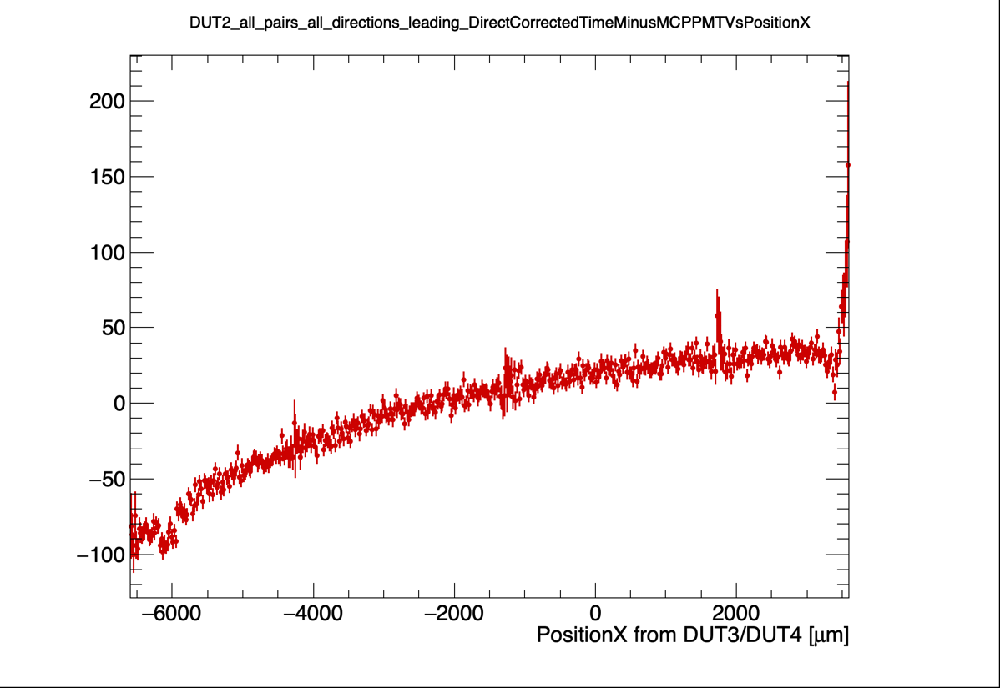 DUT2_all_pairs_all_directions_leading_DirectCorrectedTimeMinusMCPPMTVsPositionX
200
150
100
50
0
−50
−100
−6000 −4000 −2000 0 2000
PositionX from DUT3/DUT4 [μm]